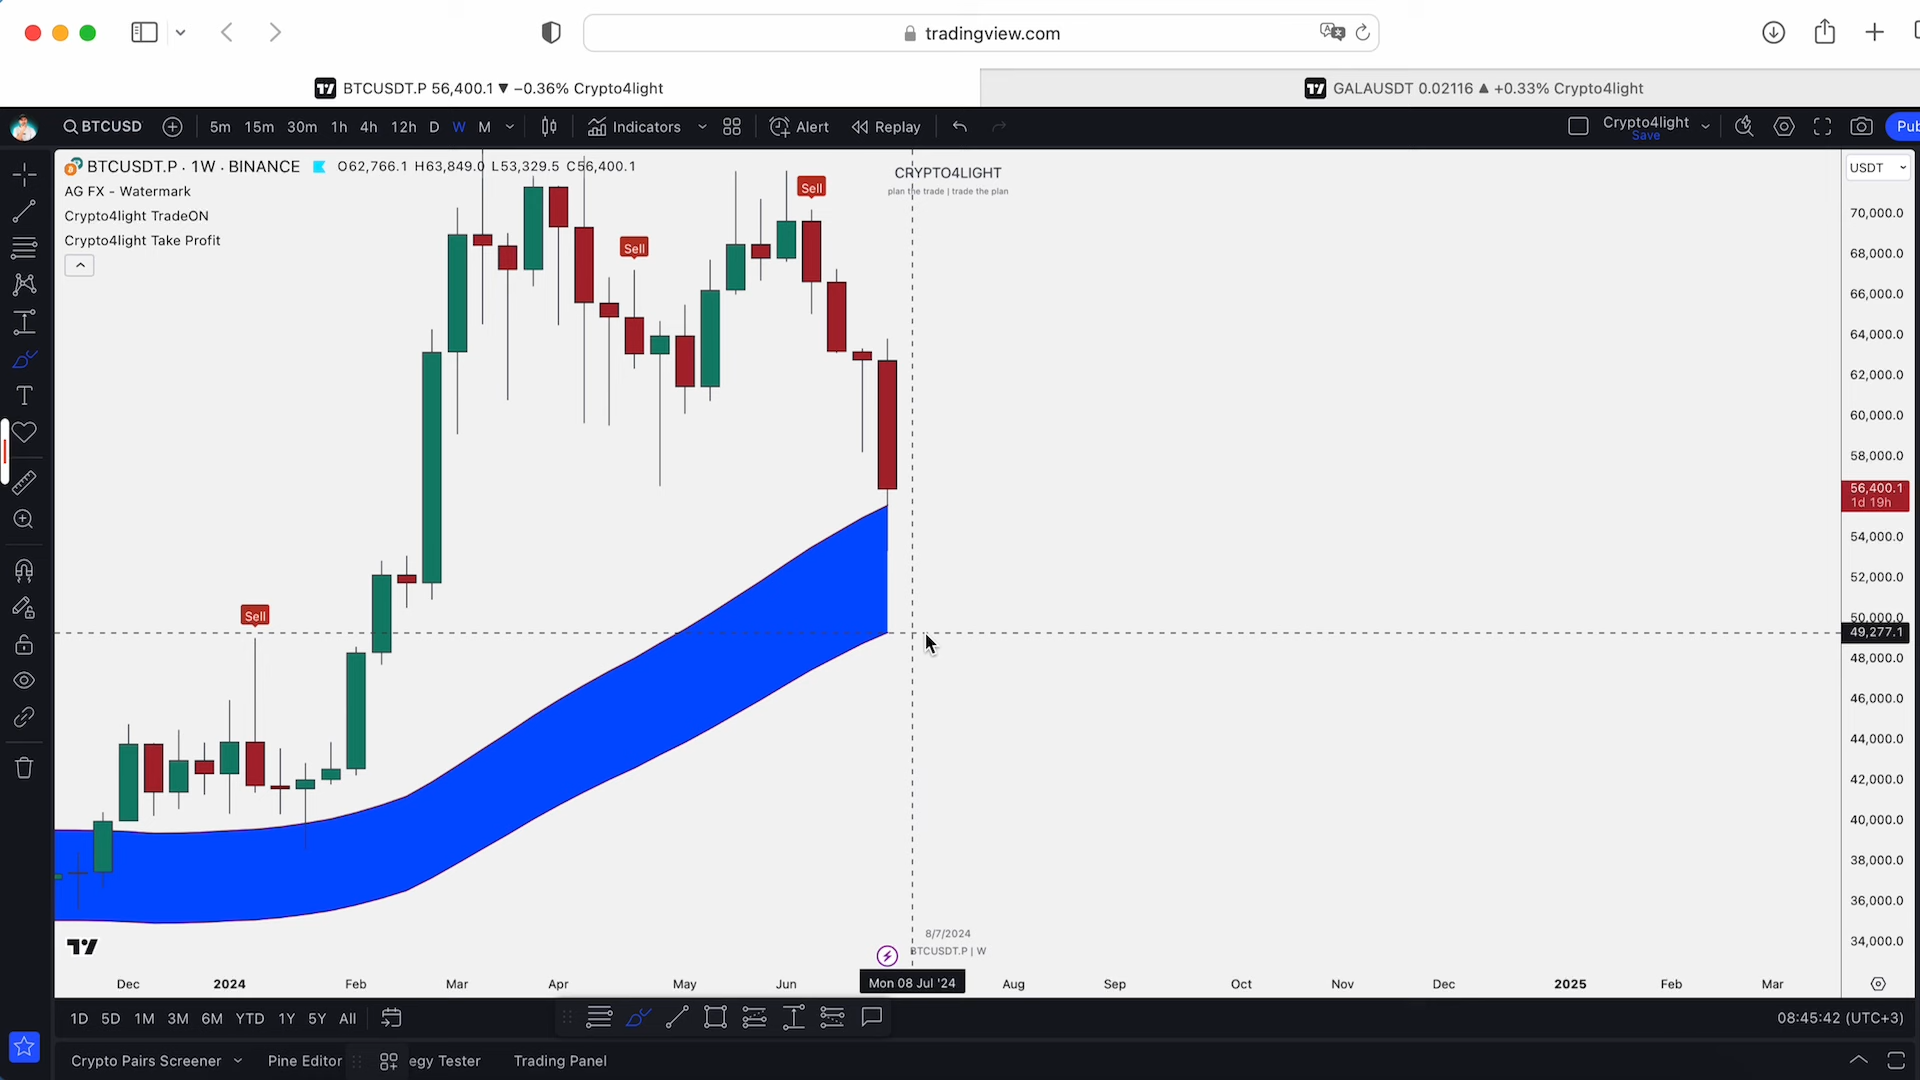 tradingview.com
BTCUSDT.P 56,400.1 ▼ −0.36% Crypto4light
GALAUSDT 0.02116 ▲ +0.33% Crypto4light
BTCUSD
5m 15m 30m 1h 4h 12h D W M
Indicators
Alert
Replay
Crypto4light
Save
Pub
BTCUSDT.P · 1W · BINANCE O62,766.1 H63,849.0 L53,329.5 C56,400.1
AG FX - Watermark
Crypto4light TradeON
Crypto4light Take Profit
CRYPTO4LIGHT
plan the trade | trade the plan
Sell
Sell
Sell
USDT
70,000.0
68,000.0
66,000.0
64,000.0
62,000.0
60,000.0
58,000.0
56,400.1
1d 19h
54,000.0
52,000.0
50,000.0
49,277.1
48,000.0
46,000.0
44,000.0
42,000.0
40,000.0
38,000.0
36,000.0
34,000.0
8/7/2024
BTCUSDT.P | W
Dec 2024 Feb Mar Apr May Jun Mon 08 Jul '24 Aug Sep Oct Nov Dec 2025 Feb Mar
1D 5D 1M 3M 6M YTD 1Y 5Y All
08:45:42 (UTC+3)
Crypto Pairs Screener Pine Editor egy Tester Trading Panel